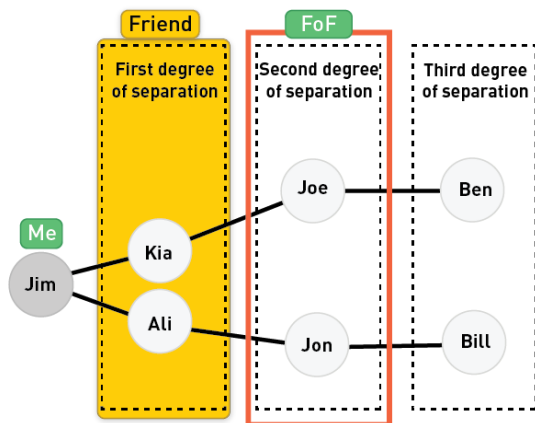 Friend
FoF
First degree
of separation
Second degree
of separation
Third degree
of separation
Joe
Ben
Me
Kia
Jim
Ali
Jon
Bill